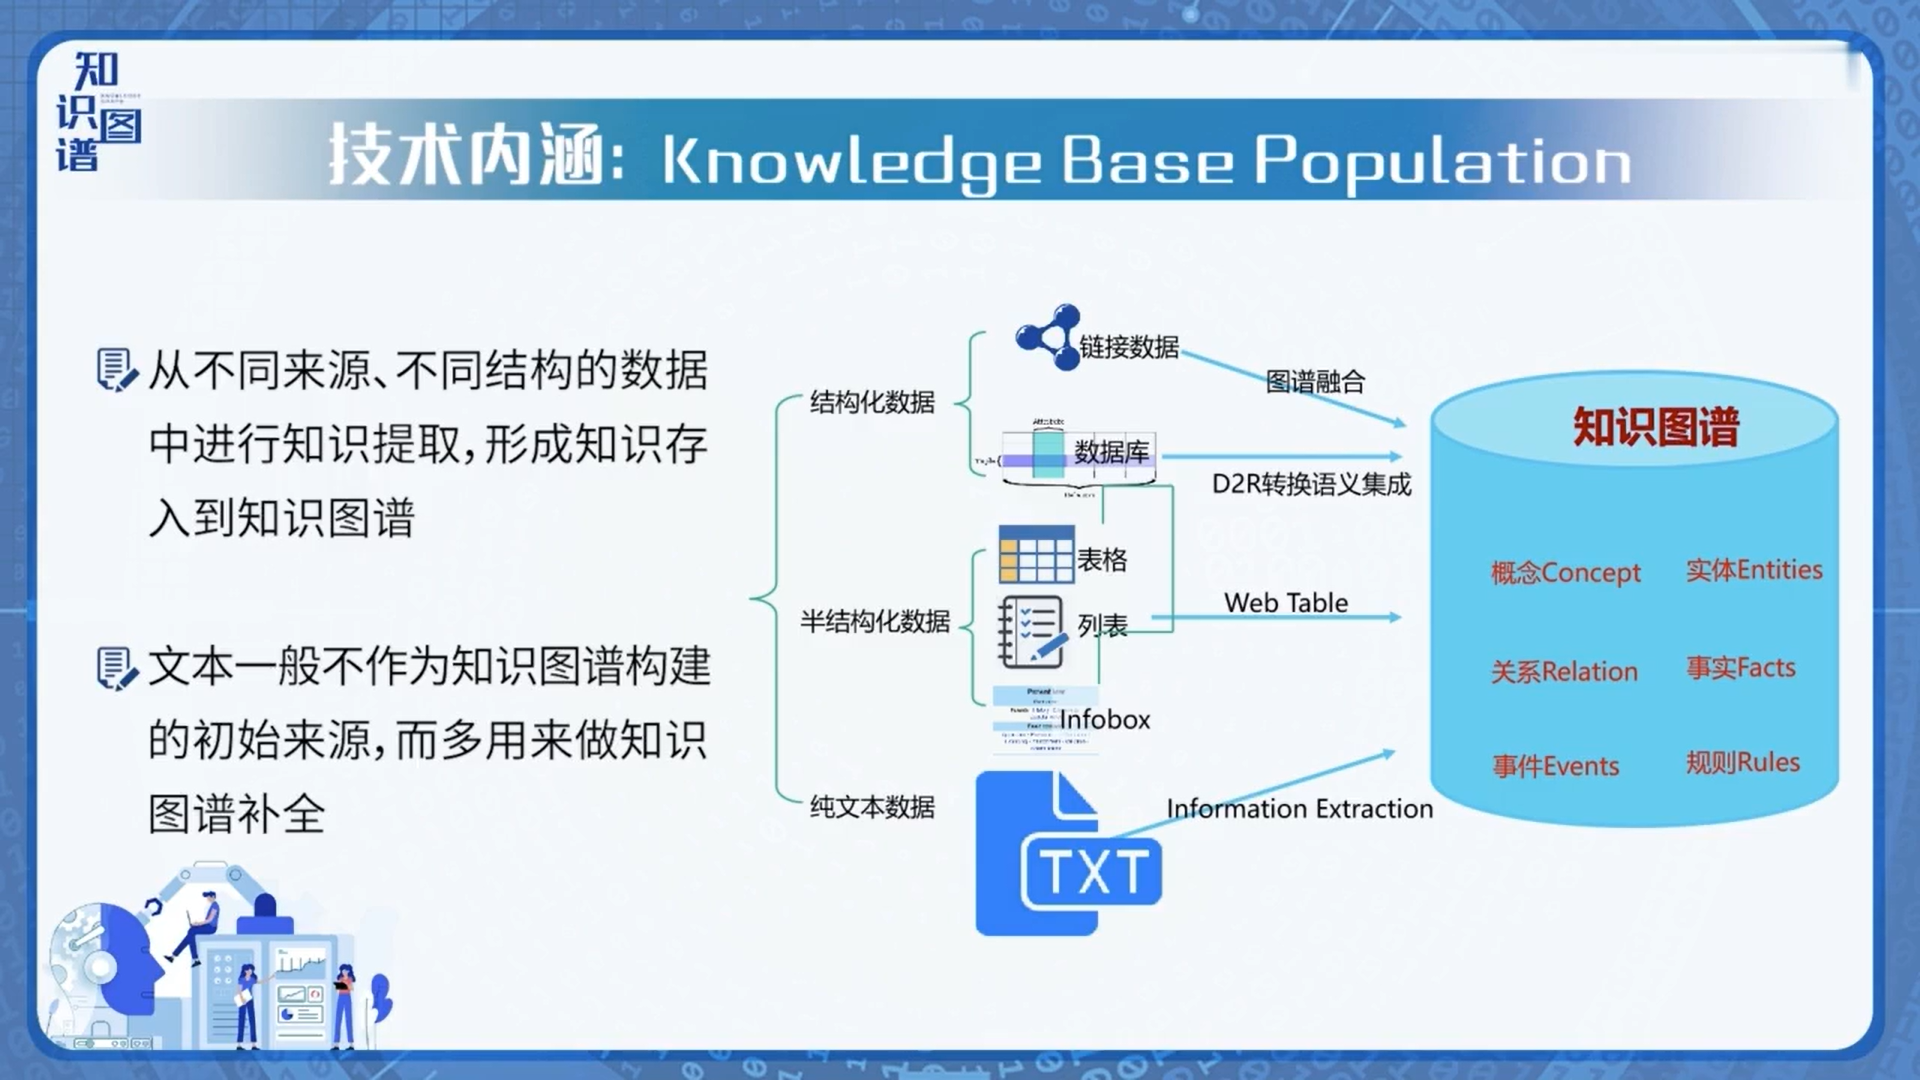 知识图谱
技术内涵: Knowledge Base Population
从不同来源、不同结构的数据
中进行知识提取,形成知识存
入到知识图谱
文本一般不作为知识图谱构建
的初始来源,而多用来做知识
图谱补全
结构化数据
半结构化数据
纯文本数据
链接数据
数据库
表格
列表
Infobox
TXT
图谱融合
D2R转换语义集成
Web Table
Information Extraction
知识图谱
概念Concept 实体Entities
关系Relation 事实Facts
事件Events 规则Rules